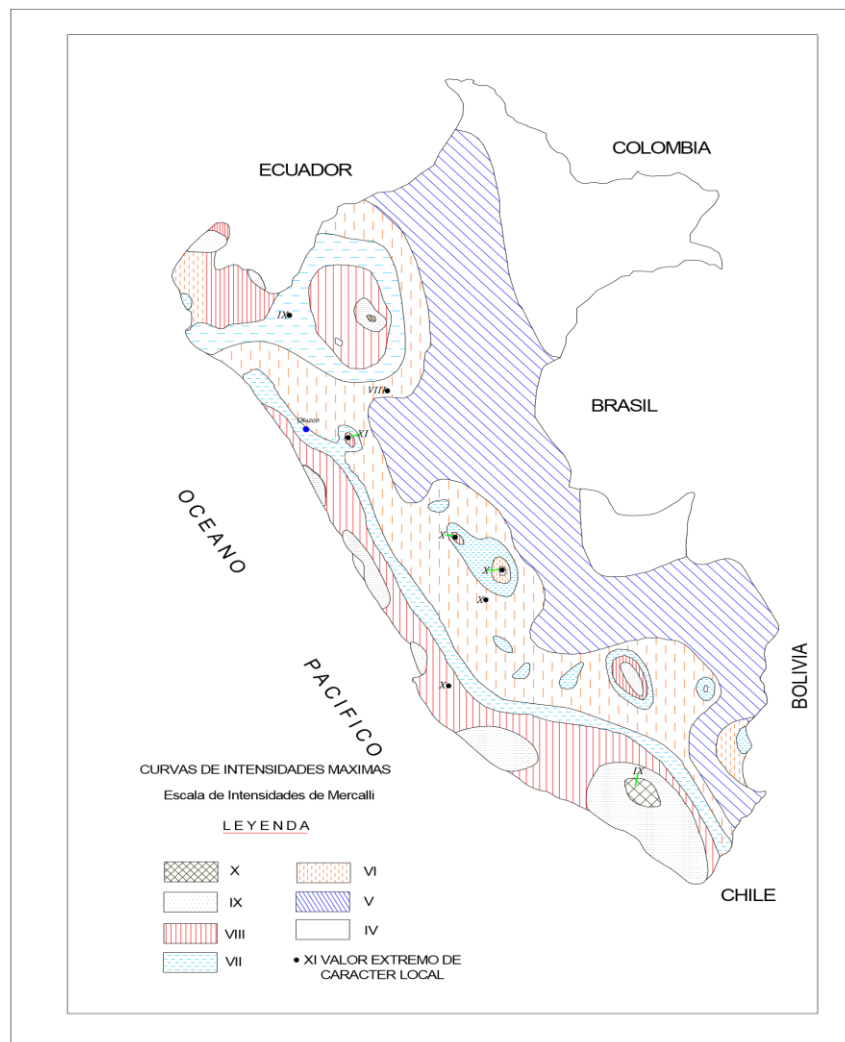 COLOMBIA
ECUADOR
IX
BRASIL
VIII
Otuzco
XI
OCEANO
X
X
X
BOLIVIA
PACIFICO
X
CURVAS DE INTENSIDADES MAXIMAS
IX
Escala de Intensidades de Mercalli
LEYENDA
X
VI
IX
V
CHILE
VIII
IV
VII
• XI VALOR EXTREMO DE
CARACTER LOCAL